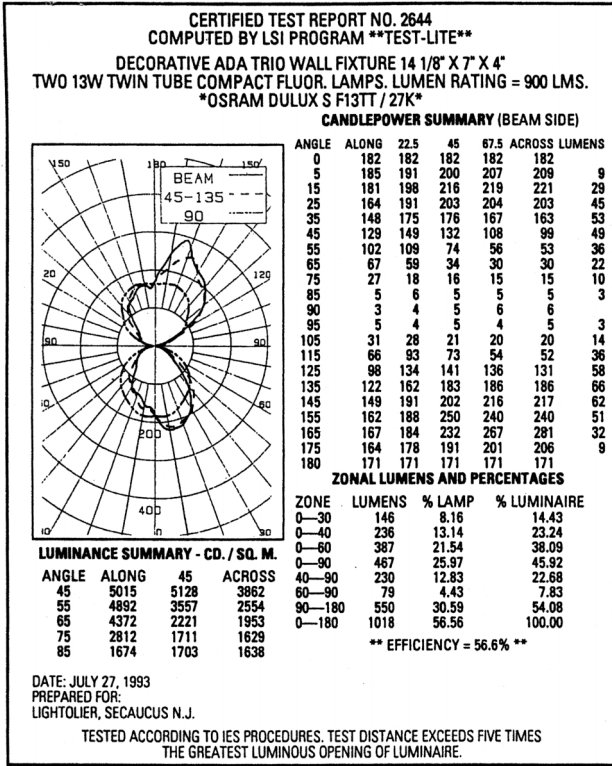 CERTIFIED TEST REPORT NO. 2644
COMPUTED BY LSI PROGRAM **TEST-LITE**
DECORATIVE ADA TRIO WALL FIXTURE 14 1/8" X 7" X 4"
TWO 13W TWIN TUBE COMPACT FLUOR. LAMPS. LUMEN RATING = 900 LMS.
*OSRAM DULUX S F13TT / 27K*
CANDLEPOWER SUMMARY (BEAM SIDE)
ANGLE ALONG 22.5 45 67.5 ACROSS LUMENS
0 182 182 182 182 182
5 185 191 200 207 209 9
15 181 198 216 219 221 29
25 164 191 203 204 203 45
35 148 175 176 167 163 53
45 129 149 132 108 99 49
55 102 109 74 56 53 36
65 67 59 34 30 30 22
75 27 18 16 15 15 10
85 5 6 5 5 5 3
90 3 4 5 6 6
95 5 4 5 4 5 3
105 31 28 21 20 20 14
115 66 93 73 54 52 36
125 98 134 141 136 131 58
135 122 162 183 186 186 66
145 149 191 202 216 217 62
155 162 188 250 240 240 51
165 167 184 232 267 281 32
175 164 178 191 201 206 9
180 171 171 171 171 171
150 180 150
BEAM
45-135
90
20 120
90 90
60
200
400
30
ZONAL LUMENS AND PERCENTAGES
ZONE LUMENS % LAMP % LUMINAIRE
0—30 146 8.16 14.43
0—40 236 13.14 23.24
0—60 387 21.54 38.09
0—90 467 25.97 45.92
40—90 230 12.83 22.68
60—90 79 4.43 7.83
90—180 550 30.59 54.08
0—180 1018 56.56 100.00
** EFFICIENCY = 56.6% **
LUMINANCE SUMMARY - CD. / SQ. M.
ANGLE ALONG 45 ACROSS
45 5015 5128 3862
55 4892 3557 2554
65 4372 2221 1953
75 2812 1711 1629
85 1674 1703 1638
DATE: JULY 27, 1993
PREPARED FOR:
LIGHTOLIER, SECAUCUS N.J.
TESTED ACCORDING TO IES PROCEDURES. TEST DISTANCE EXCEEDS FIVE TIMES
THE GREATEST LUMINOUS OPENING OF LUMINAIRE.